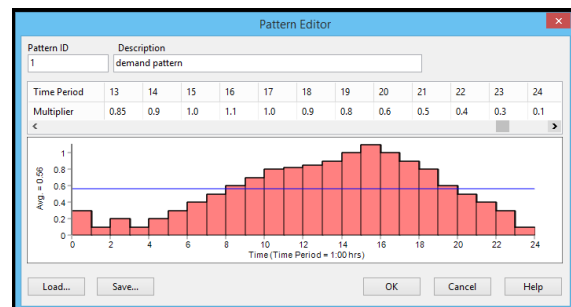 Pattern Editor
×
Pattern ID Description
1 demand pattern
Time Period 13 14 15 16 17 18 19 20 21 22 23 24
Multiplier 0.85 0.9 1.0 1.1 1.0 0.9 0.8 0.6 0.5 0.4 0.3 0.1
< >
Avg. = 0.56
1
0.8
0.6
0.4
0.2
0
0 2 4 6 8 10 12 14 16 18 20 22 24
Time (Time Period = 1:00 hrs)
Load... Save... OK Cancel Help